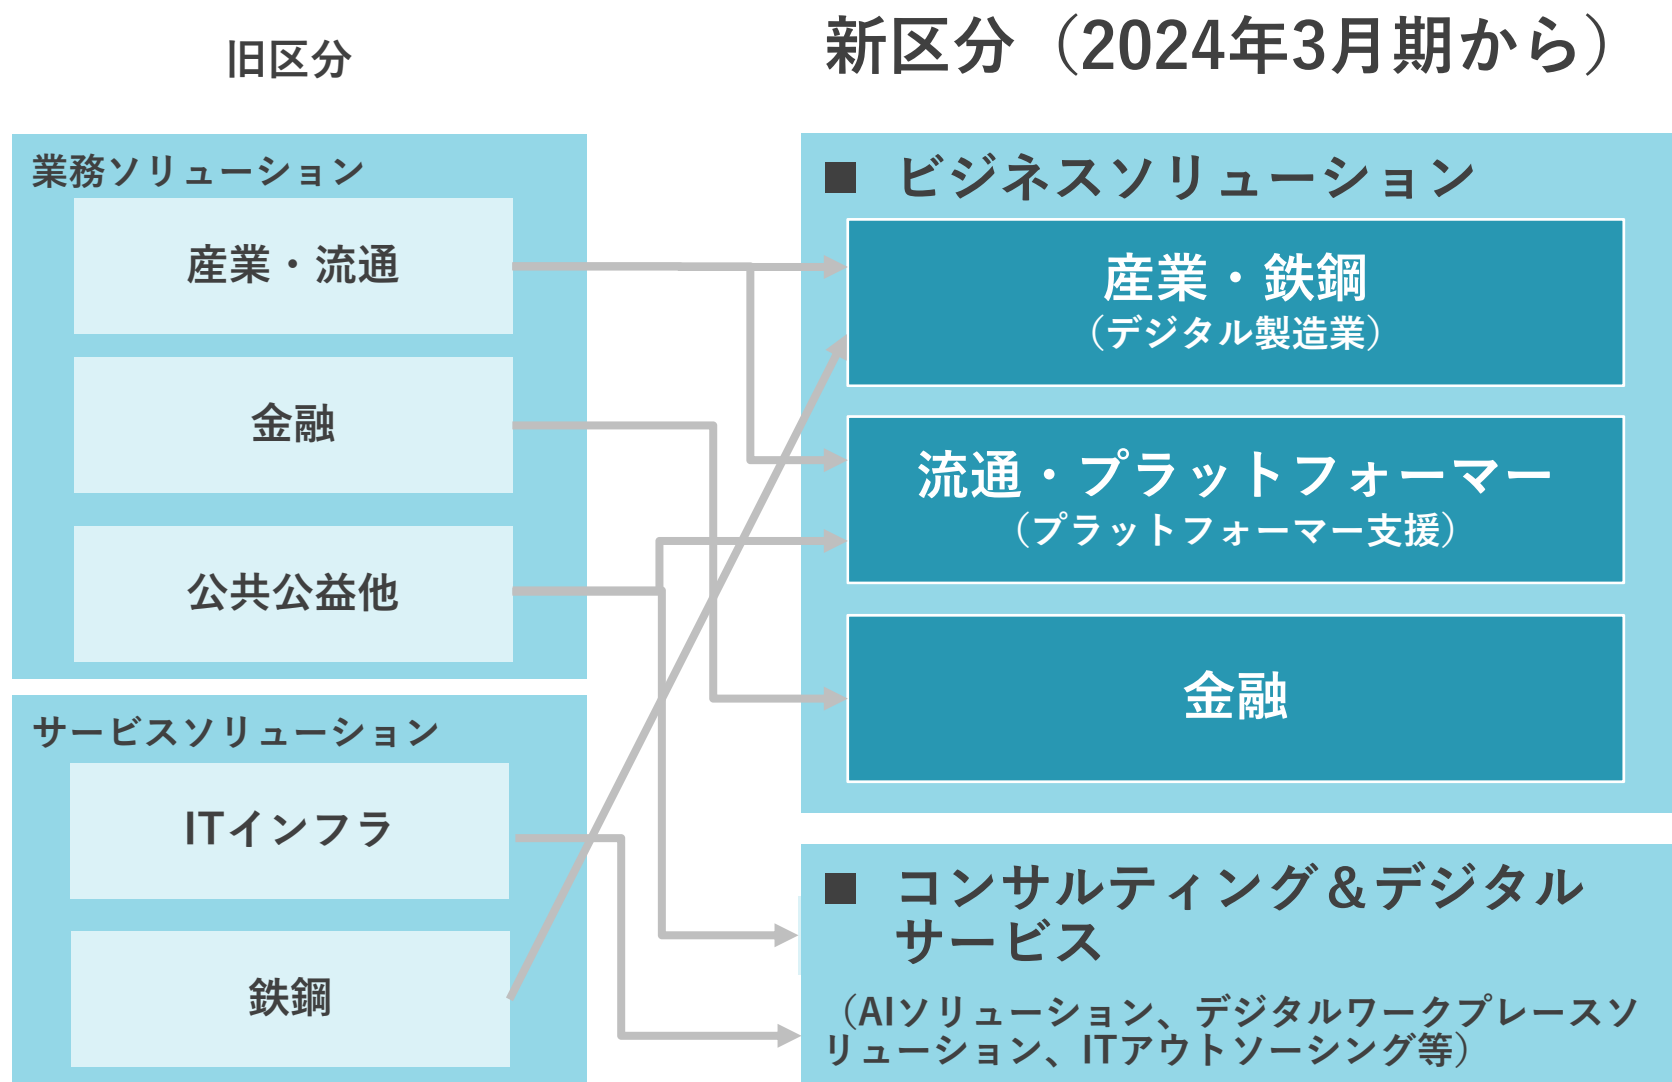 旧区分
新区分（2024年3月期から）
業務ソリューション
産業・流通
金融
公共公益他
サービスソリューション
ITインフラ
鉄鋼
■ ビジネスソリューション
産業・鉄鋼
（デジタル製造業）
流通・プラットフォーマー
（プラットフォーマー支援）
金融
■ コンサルティング＆デジタル
サービス
（AIソリューション、デジタルワークプレースソ
リューション、ITアウトソーシング等）